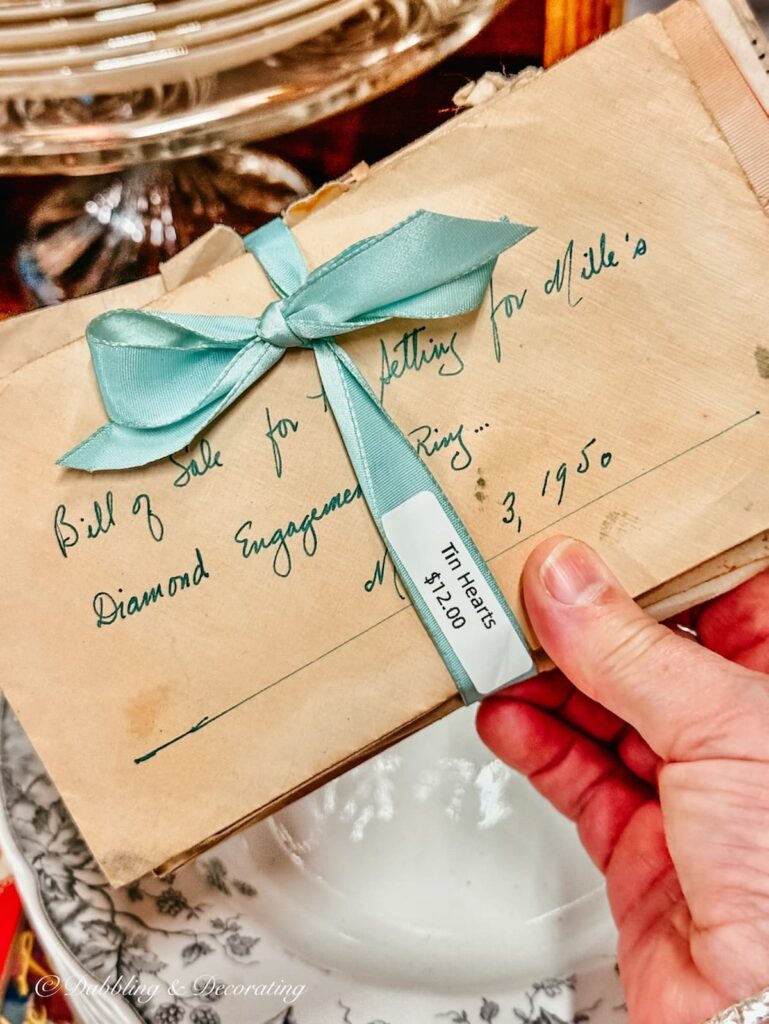 Bill of Sale for Setting for Mille's
Diamond Engagement Ring...
3, 1950
Tin Hearts
$12.00
© Dabbling & Decorating